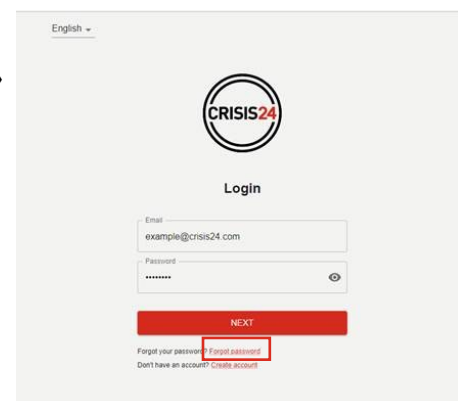 English
CRISIS24
Login
Email
example@crisis24.com
Password
••••••••
NEXT
Forgot your password? Forgot password
Don't have an account? Create account